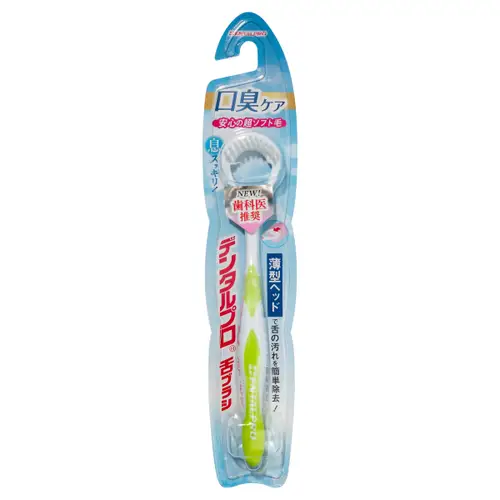 口臭ケア
安心の超ソフト毛
息スッキリ!
NEW!
歯科医
推奨
デンタルプロ
舌ブラシ
薄型ヘッド
で舌の汚れを簡単除去!
DENTALPRO